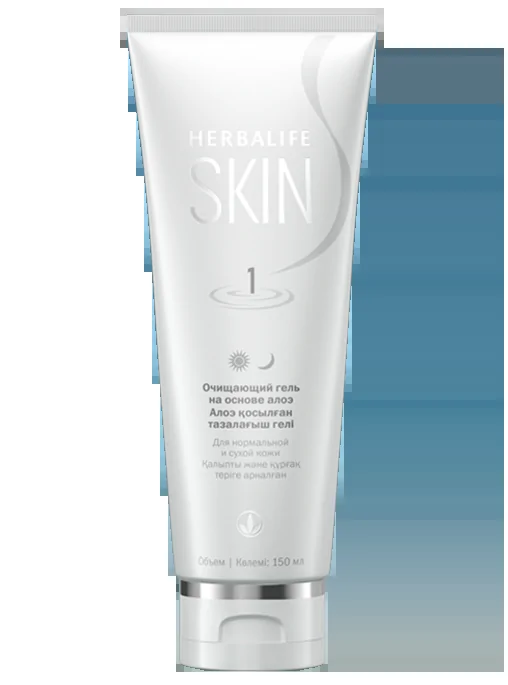 HERBALIFE
SKIN
1
Очищающий гель
на основе алоэ
Алоэ қосылған
тазалағыш гелі
Для нормальной
и сухой кожи
Қалыпты және құрғақ
теріге арналған
Объем | Көлемі: 150 мл